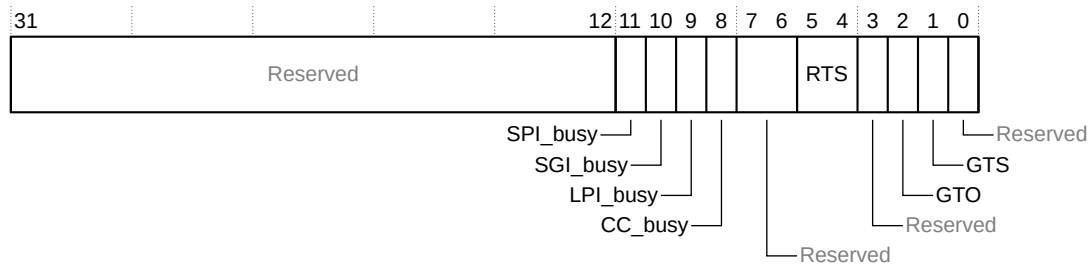 31 12 11 10 9 8 7 6 5 4 3 2 1 0
Reserved RTS
SPI_busy Reserved
SGI_busy GTS
LPI_busy GTO
CC_busy Reserved
Reserved